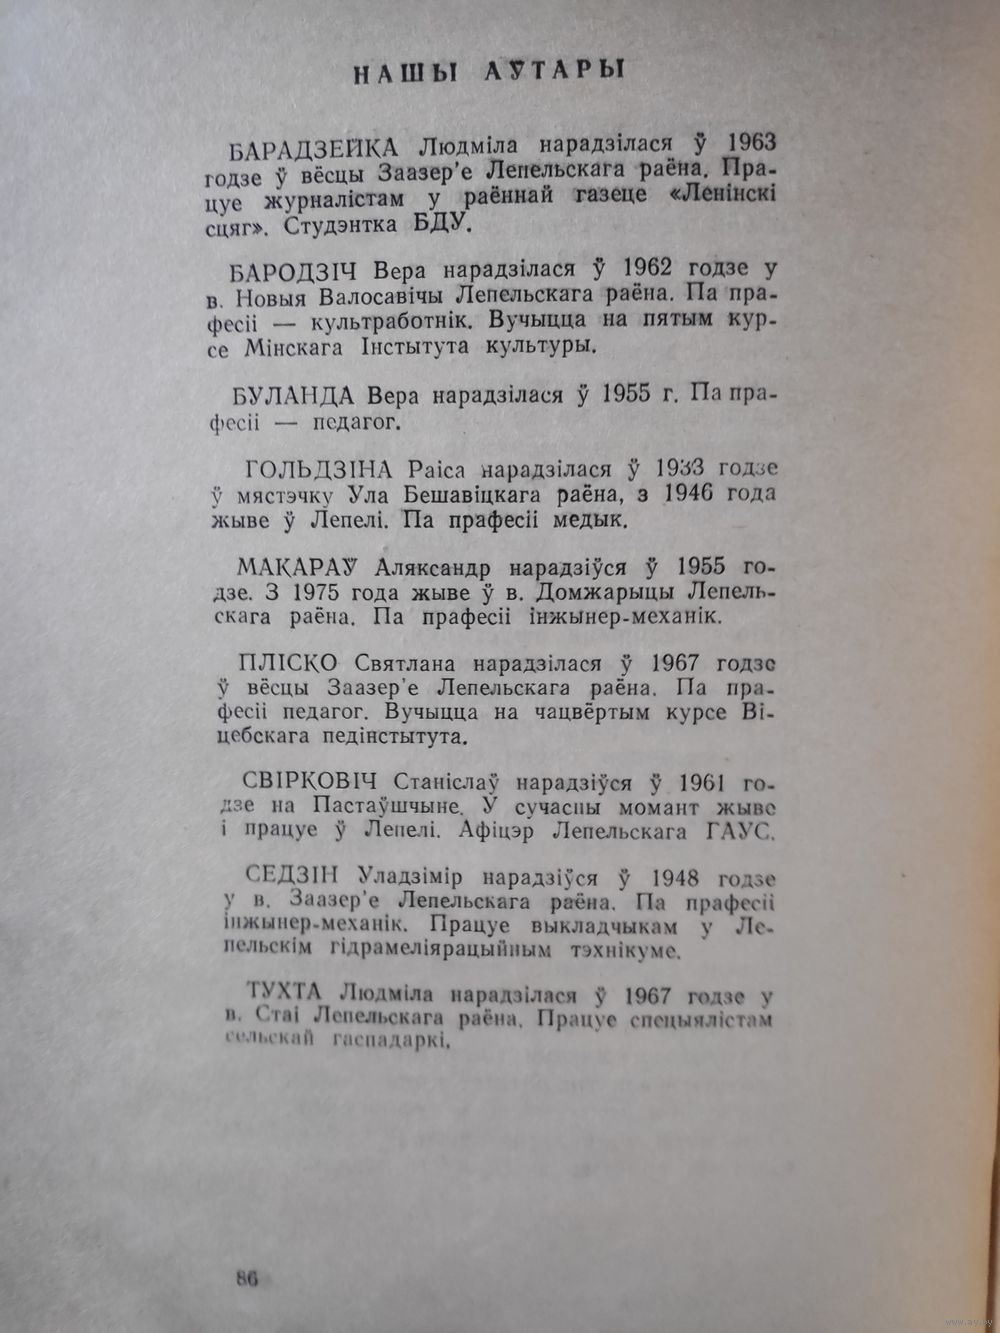 НАШЫ АЎТАРЫ
БАРАДЗЕЙКА Людміла нарадзілася ў 1963
годзе ў вёсцы Заазер’е Лепельскага раёна. Пра-
цуе журналістам у раённай газеце «Ленінскі
сцяг». Студэнтка БДУ.
БАРОДЗІЧ Вера нарадзілася ў 1962 годзе у
в. Новыя Валосавічы Лепельскага раёна. Па пра-
фесіі — культработнік. Вучыцца на пятым кур-
се Мінскага Інстытута культуры.
БУЛАНДА Вера нарадзілася ў 1955 г. Па пра-
фесіі — педагог.
ГОЛЬДЗІНА Раіса нарадзілася ў 1933 годзе
ў мястэчку Ула Бешавіцкага раёна, з 1946 года
жыве ў Лепелі. Па прафесіі медык.
МАКАРАЎ Аляксандр нарадзіўся ў 1955 го-
дзе. З 1975 года жыве ў в. Домжарыцы Лепель-
скага раёна. Па прафесіі інжынер-механік.
ПЛІСКО Святлана нарадзілася ў 1967 годзе
ў вёсцы Заазер’е Лепельскага раёна. Па пра-
фесіі педагог. Вучыцца на чацвёртым курсе Ві-
цебскага педінстытута.
СВІРКОВІЧ Станіслаў нарадзіўся ў 1961 го-
дзе на Пастаўшчыне. У сучасны момант жыве
і працуе ў Лепелі. Афіцэр Лепельскага ГАУС.
СЕДЗІН Уладзімір нарадзіўся ў 1948 годзе
у в. Заазер’е Лепельскага раёна. Па прафесіі
інжынер-механік. Працуе выкладчыкам у Ле-
пельскім гідрамеліярацыйным тэхнікуме.
ТУХТА Людміла нарадзілася ў 1967 годзе у
в. Стаі Лепельскага раёна. Працуе спецыялістам
сельскай гаспадаркі.
86
www.ay.by